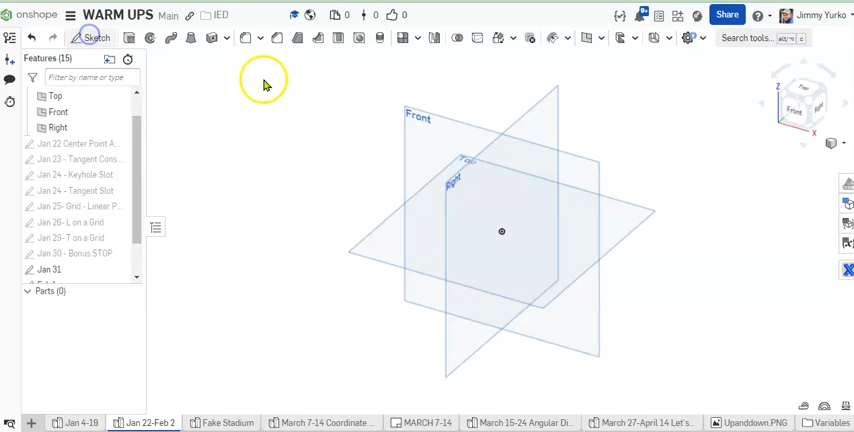 onshape WARM UPS Main IED 0 0 0 9+ Share Jimmy Yurko
Sketch Search tools... alt/⌥ c
Features (15)
Filter by name or type
Top
Front
Right
Jan 22 Center Point A...
Jan 23 - Tangent Cons...
Jan 24 - Keyhole Slot
Jan 24 - Tangent Slot
Jan 25- Grid - Linear P...
Jan 26- L on a Grid
Jan 29- T on a Grid
Jan 30 - Bonus STOP
Jan 31
Parts (0)
Front
Top
Right
Z
Top
Front
Right
X
Jan 4-19 Jan 22-Feb 2 Fake Stadium March 7-14 Coordinate ... MARCH 7-14 March 15-24 Angular Di... March 27-April 14 Let's... Upanddown.PNG Variables